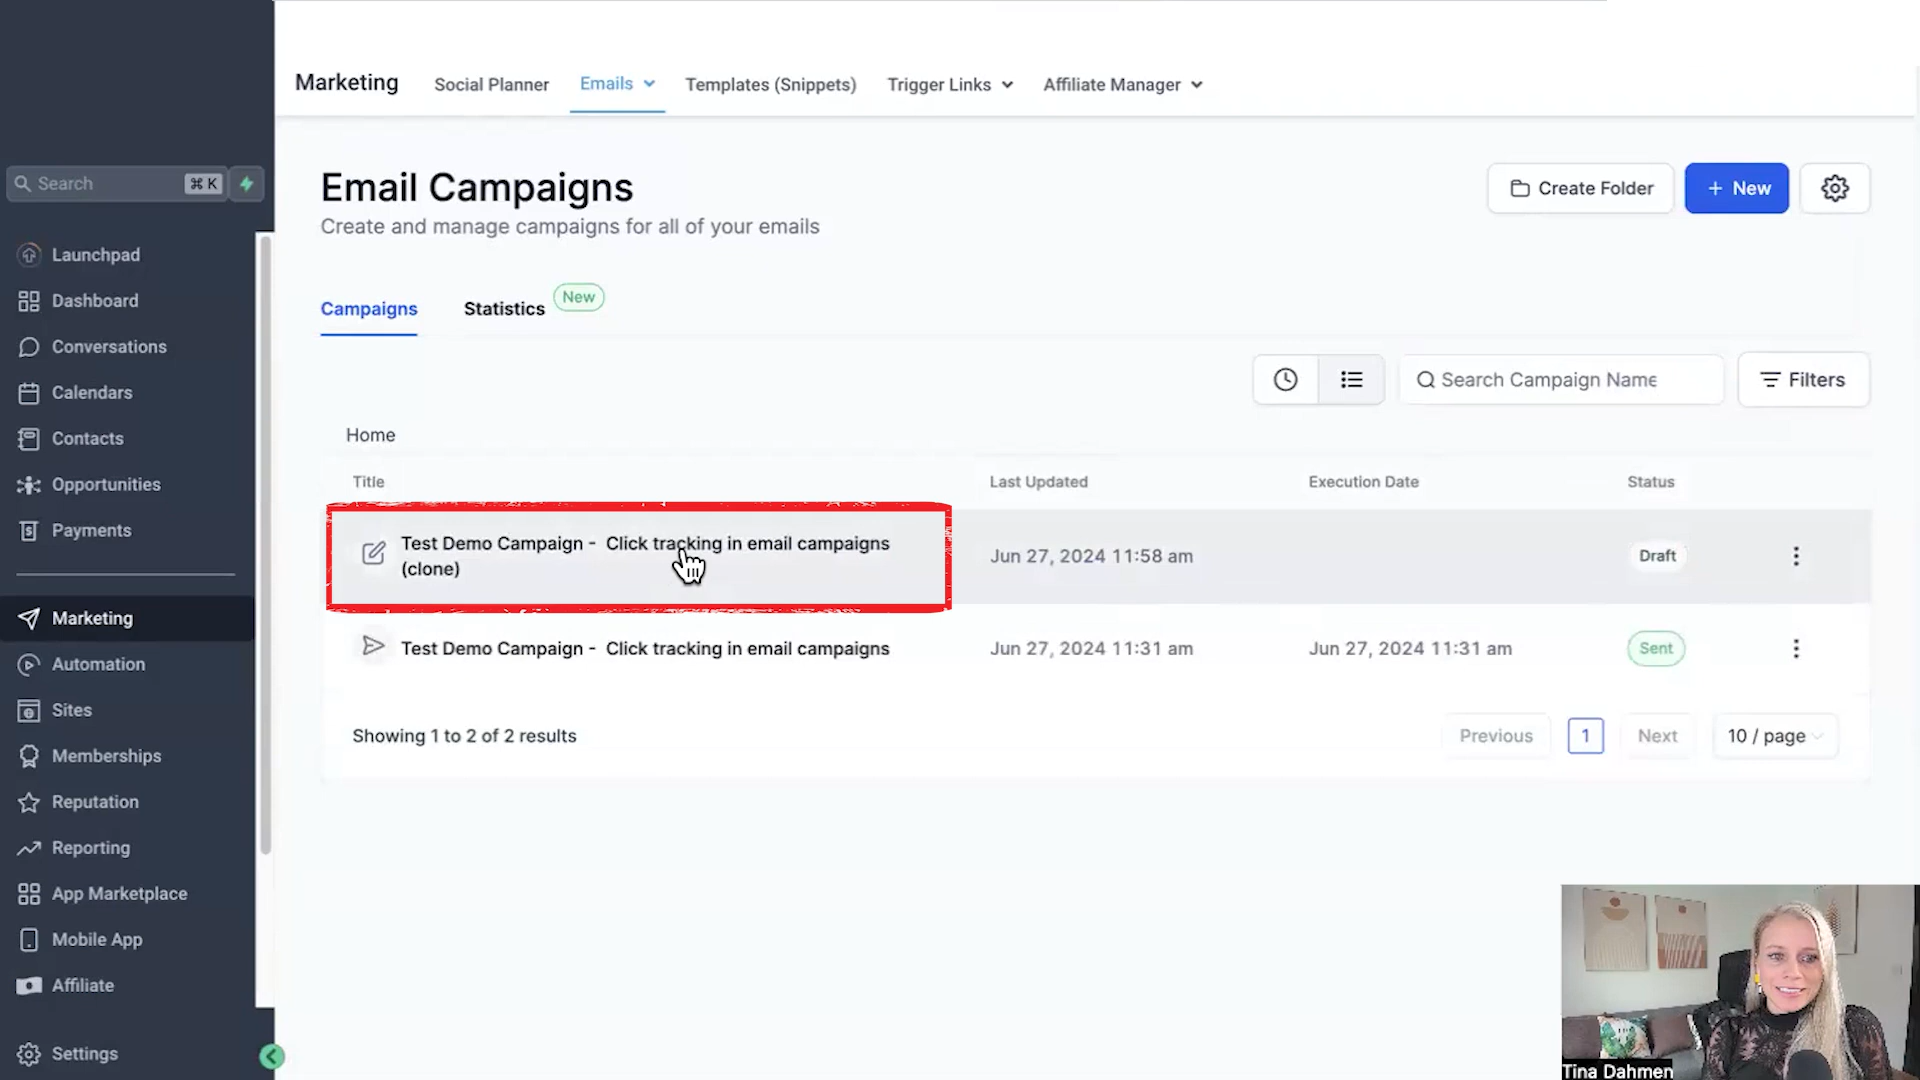 Marketing
Social Planner
Emails
Templates (Snippets)
Trigger Links
Affiliate Manager
Search
⌘ K
Launchpad
Dashboard
Conversations
Calendars
Contacts
Opportunities
Payments
Marketing
Automation
Sites
Memberships
Reputation
Reporting
App Marketplace
Mobile App
Affiliate
Settings
Email Campaigns
Create and manage campaigns for all of your emails
Create Folder
+ New
Campaigns
Statistics
New
Search Campaign Name
Filters
Home
Title
Last Updated
Execution Date
Status
Test Demo Campaign - Click tracking in email campaigns
(clone)
Jun 27, 2024 11:58 am
Draft
Test Demo Campaign - Click tracking in email campaigns
Jun 27, 2024 11:31 am
Jun 27, 2024 11:31 am
Sent
Showing 1 to 2 of 2 results
Previous
1
Next
10 / page
Tina Dahmen